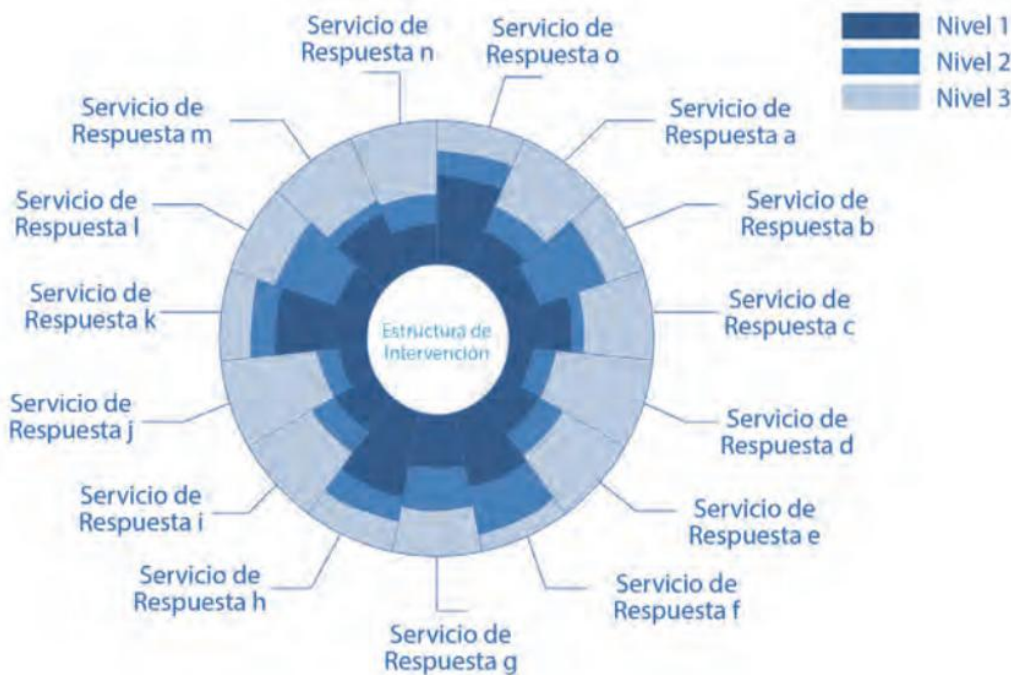 Servicio de
Respuesta n
Servicio de
Respuesta o
Nivel 1
Nivel 2
Nivel 3
Servicio de
Respuesta m
Servicio de
Respuesta a
Servicio de
Respuesta l
Servicio de
Respuesta b
Servicio de
Respuesta k
Servicio de
Respuesta c
Estructura de
Intervención
Servicio de
Respuesta j
Servicio de
Respuesta d
Servicio de
Respuesta i
Servicio de
Respuesta e
Servicio de
Respuesta h
Servicio de
Respuesta f
Servicio de
Respuesta g